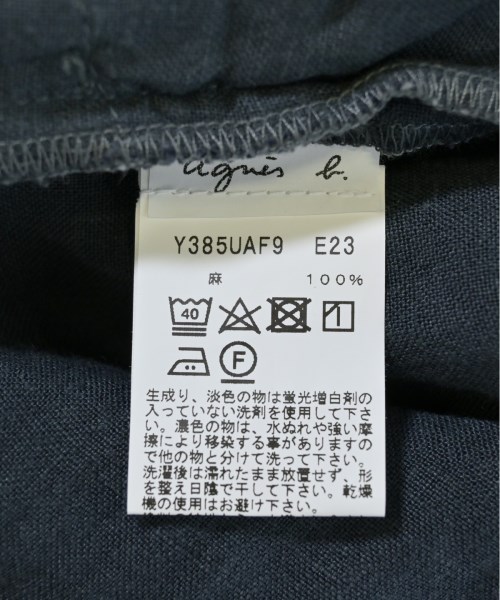 agnès b.
Y385UAF9 E23
麻 100%
40
F
生成り、淡色の物は蛍光増白剤の
入っていない洗剤を使用して下さ
い。濃色の物は、水ぬれや強い摩
擦により移染する事がありますの
で他の物と分けて洗って下さい。
洗濯後は濡れたまま放置せず、形
を整え日陰で干して下さい。乾燥
機の使用はお避け下さい。